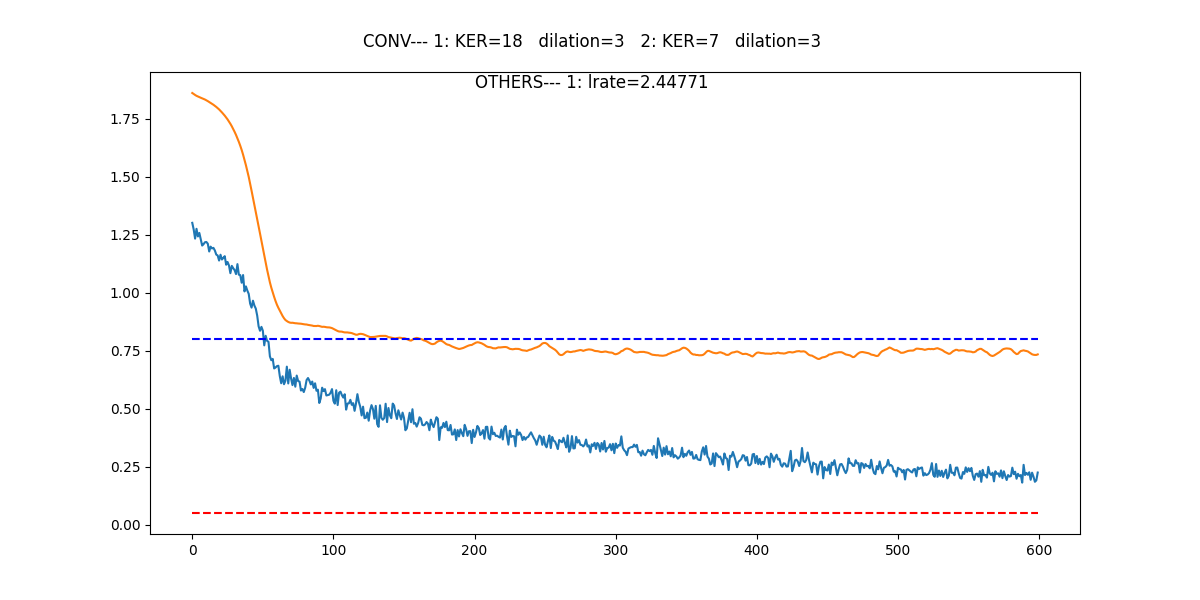 CONV--- 1: KER=18   dilation=3   2: KER=7   dilation=3
OTHERS--- 1: lrate=2.44771
1.75
1.50
1.25
1.00
0.75
0.50
0.25
0.00
0 100 200 300 400 500 600